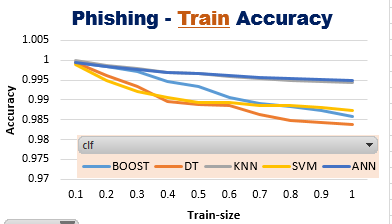 Phishing - Train Accuracy
1.005
1
0.995
0.99
0.985
0.98
0.975
0.97
Accuracy
clf
BOOST DT KNN SVM ANN
0.1 0.2 0.3 0.4 0.5 0.6 0.7 0.8 0.9 1
Train-size